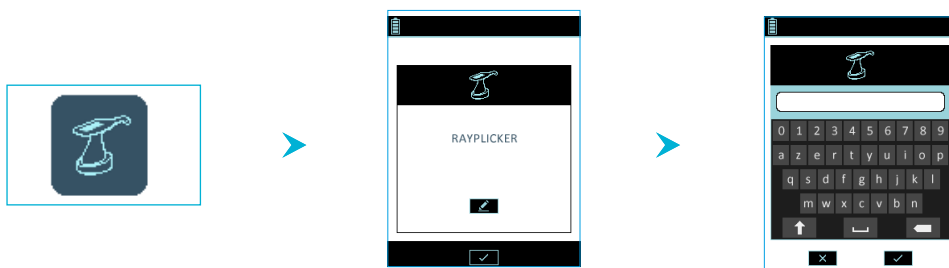 RAYPLICKER
0 1 2 3 4 5 6 7 8 9
a z e r t y u i o p
q s d f g h j k l
m w x c v b n